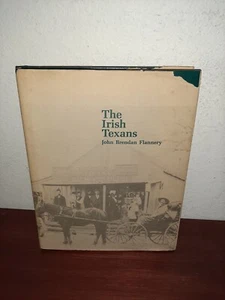 The
Irish
Texans
John Brendan Flannery